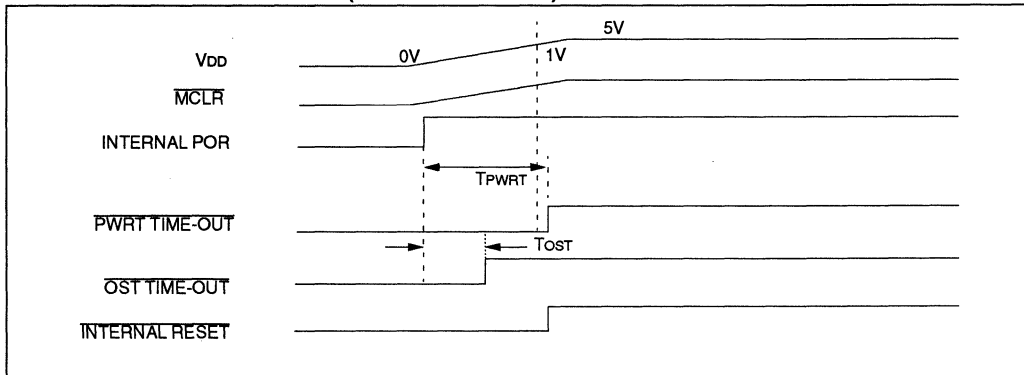 5V
VDD 0V 1V
MCLR
INTERNAL POR
TPWRT
PWRT TIME-OUT
TOST
OST TIME-OUT
INTERNAL RESET